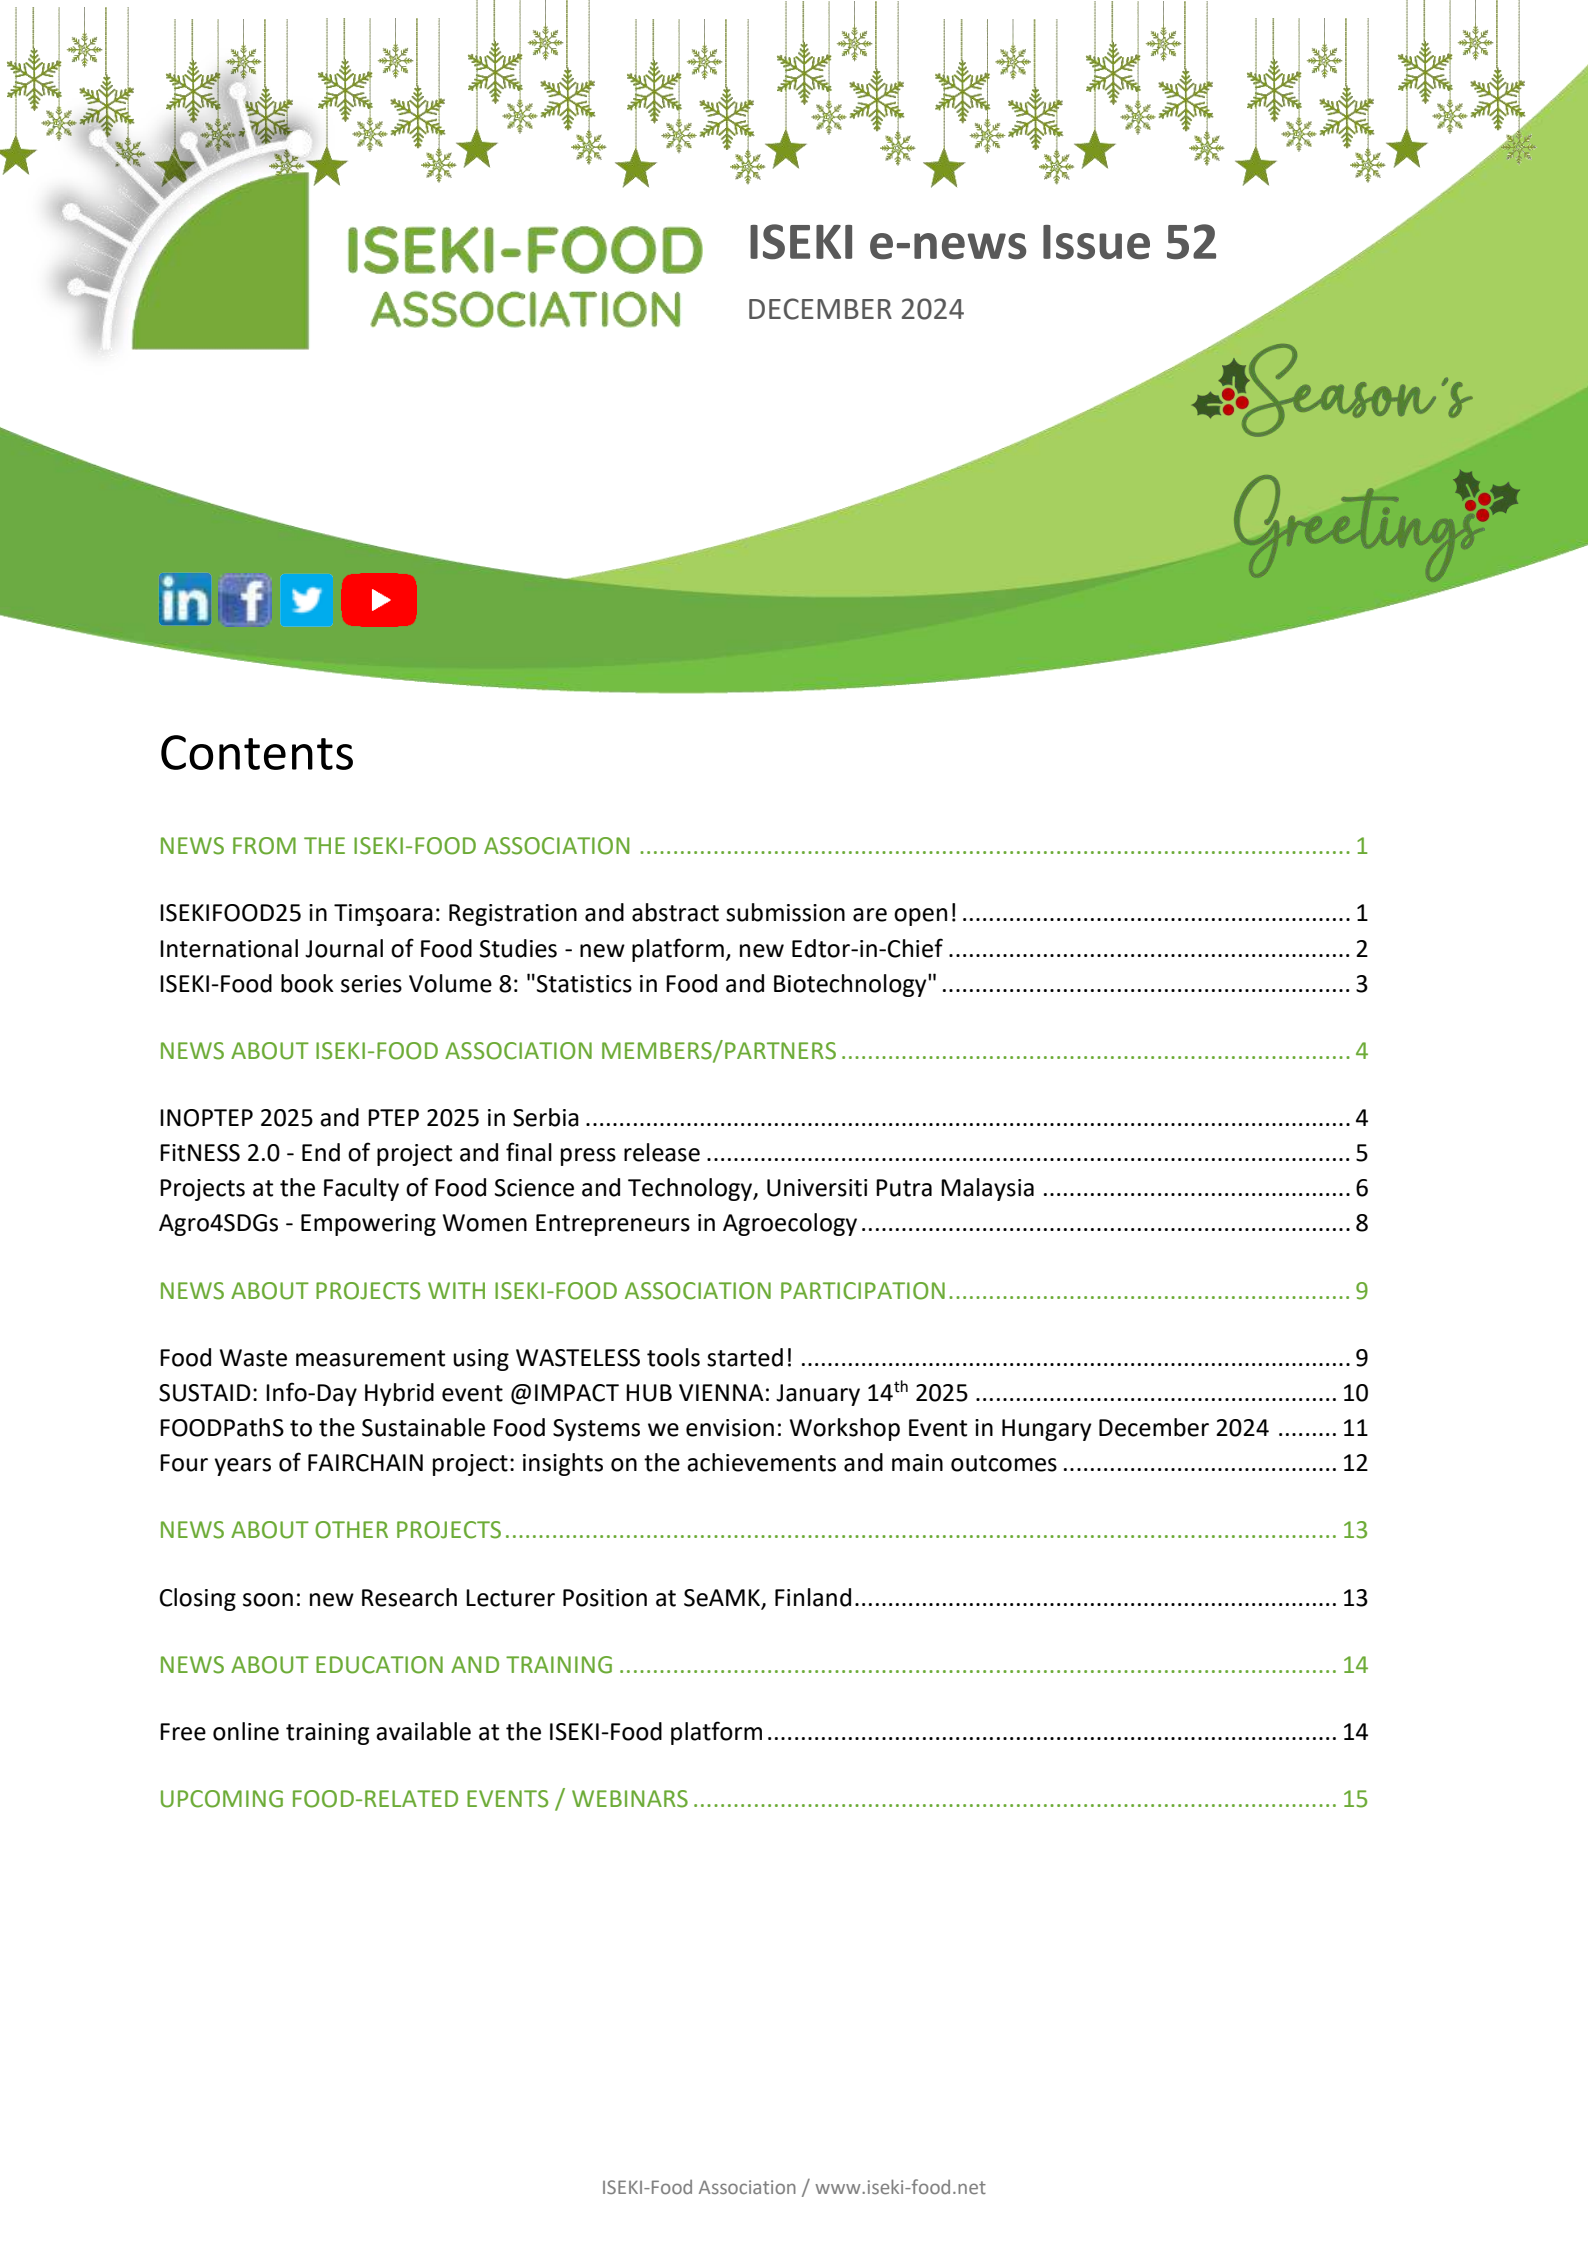 ISEKI-FOOD
ASSOCIATION
ISEKI e-news Issue 52
DECEMBER 2024
Season's
Greetings
in f
Contents
NEWS FROM THE ISEKI-FOOD ASSOCIATION ........ 1
ISEKIFOOD25 in Timşoara: Registration and abstract submission are open! ........ 1
International Journal of Food Studies - new platform, new Edtor-in-Chief ........ 2
ISEKI-Food book series Volume 8: "Statistics in Food and Biotechnology" ........ 3
NEWS ABOUT ISEKI-FOOD ASSOCIATION MEMBERS/PARTNERS ........ 4
INOPTEP 2025 and PTEP 2025 in Serbia ........ 4
FitNESS 2.0 - End of project and final press release ........ 5
Projects at the Faculty of Food Science and Technology, Universiti Putra Malaysia ........ 6
Agro4SDGs - Empowering Women Entrepreneurs in Agroecology ........ 8
NEWS ABOUT PROJECTS WITH ISEKI-FOOD ASSOCIATION PARTICIPATION ........ 9
Food Waste measurement using WASTELESS tools started! ........ 9
SUSTAID: Info-Day Hybrid event @IMPACT HUB VIENNA: January 14th 2025 ........ 10
FOODPathS to the Sustainable Food Systems we envision: Workshop Event in Hungary December 2024 ........ 11
Four years of FAIRCHAIN project: insights on the achievements and main outcomes ........ 12
NEWS ABOUT OTHER PROJECTS ........ 13
Closing soon: new Research Lecturer Position at SeAMK, Finland ........ 13
NEWS ABOUT EDUCATION AND TRAINING ........ 14
Free online training available at the ISEKI-Food platform ........ 14
UPCOMING FOOD-RELATED EVENTS / WEBINARS ........ 15
ISEKI-Food Association / www.iseki-food.net